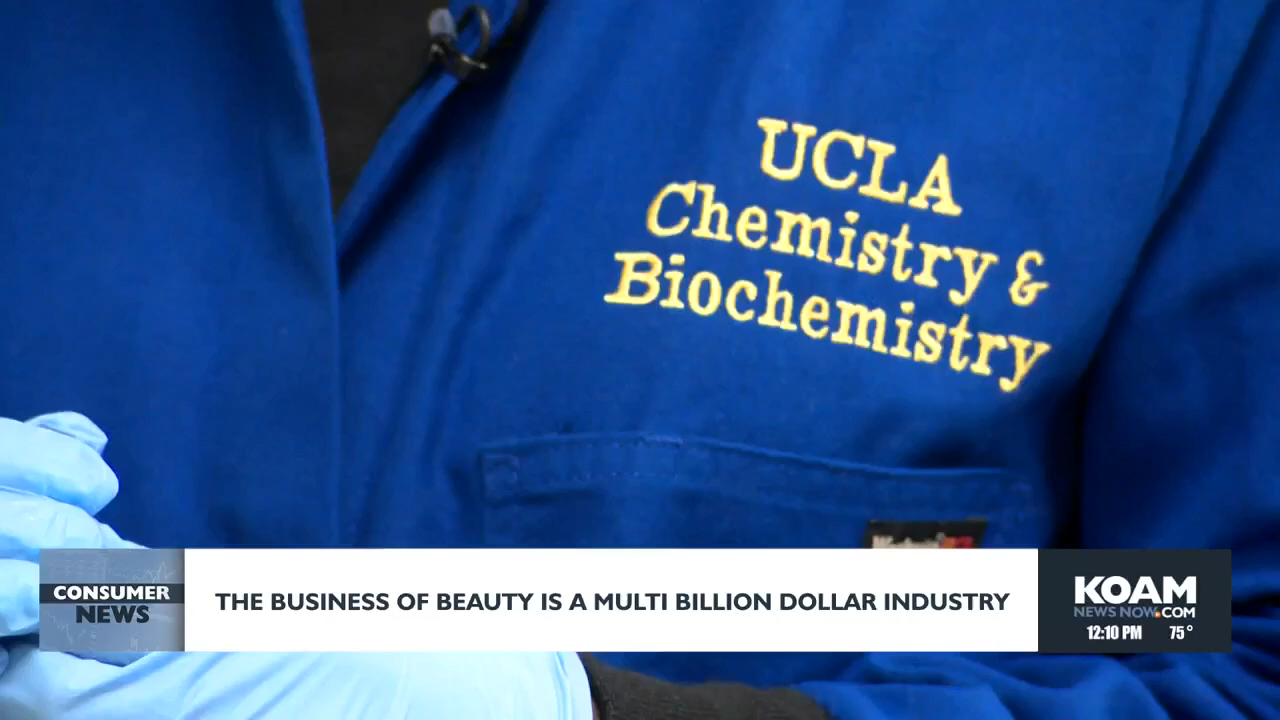 UCLA
Chemistry &
Biochemistry
CONSUMER
NEWS
THE BUSINESS OF BEAUTY IS A MULTI BILLION DOLLAR INDUSTRY
KOAM
NEWS NOW.COM
12:10 PM 75°